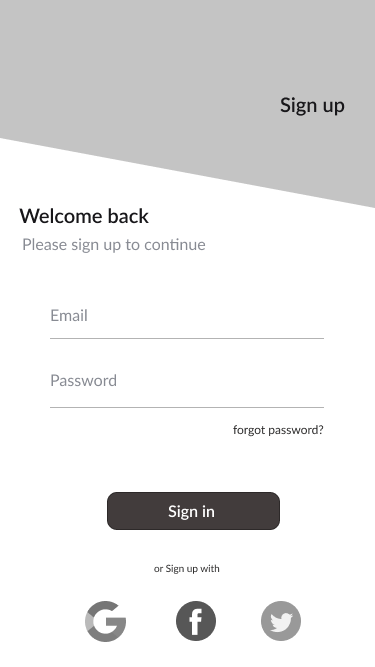 Sign up
Welcome back
Please sign up to continue
Email
Password
forgot password?
Sign in
or Sign up with